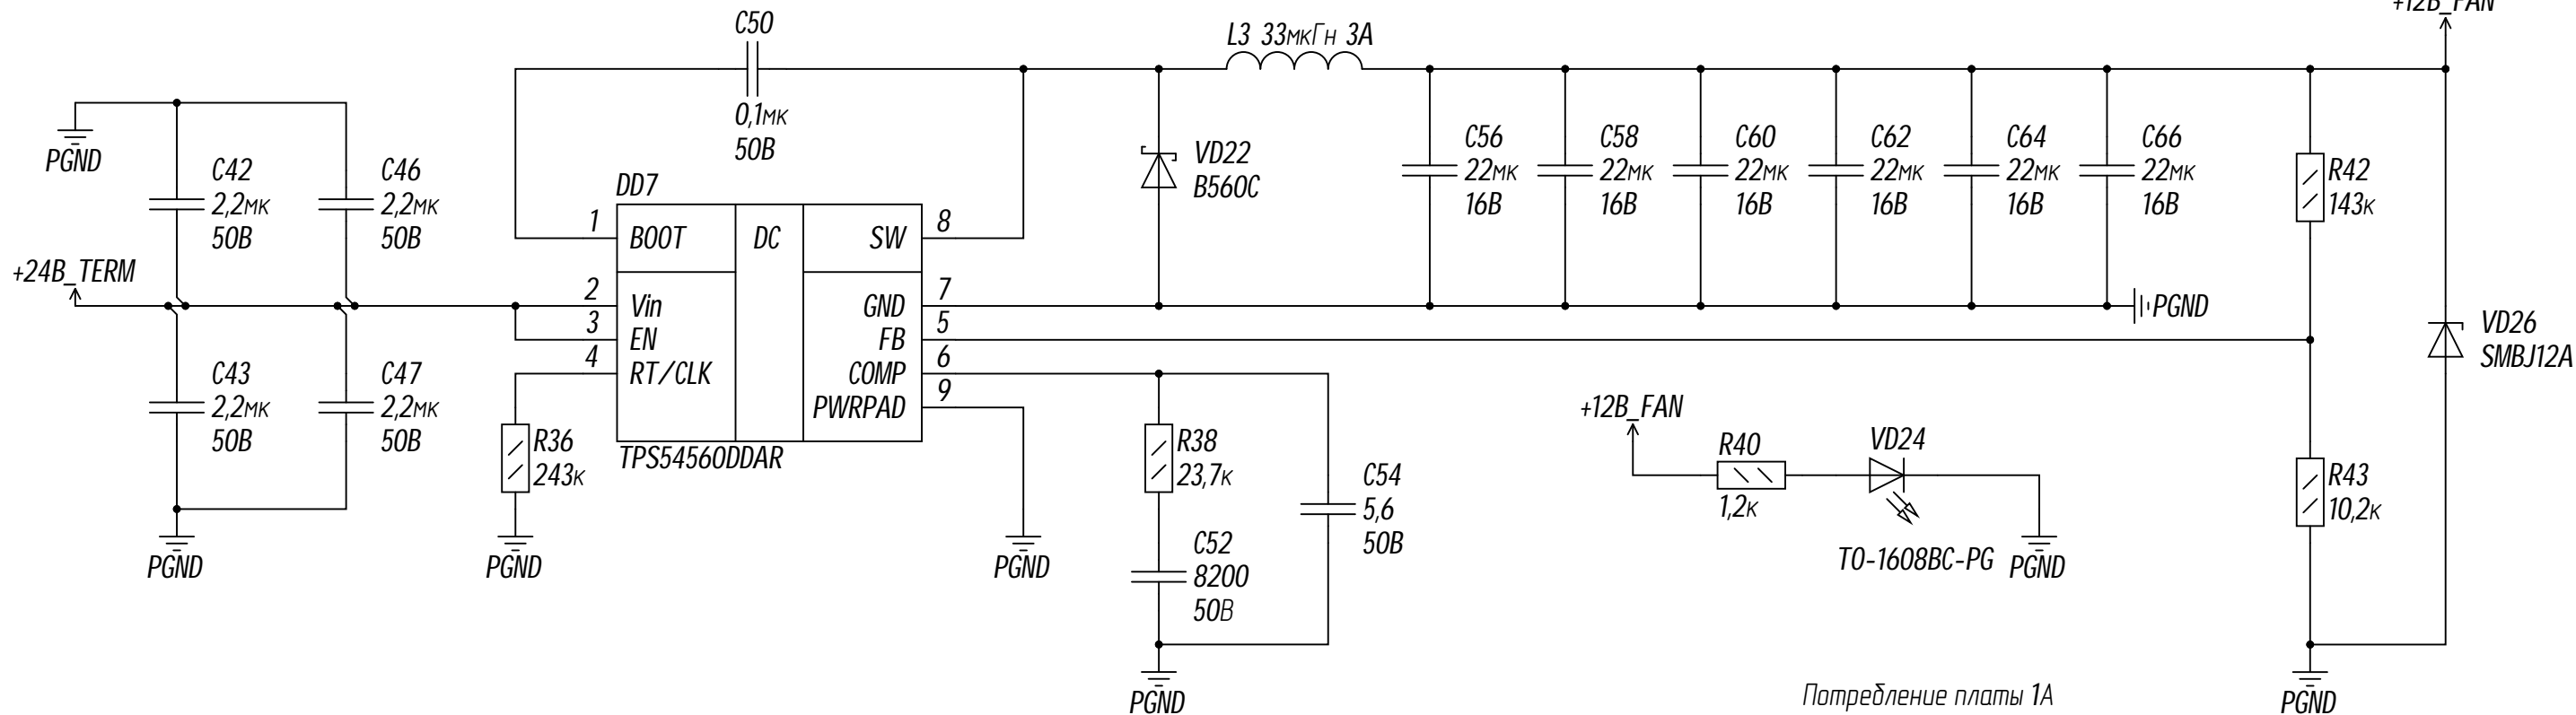 +12В_FAN
C50
0,1мк
50В
L3 33мкГн 3А
PGND
C42
2,2мк
50В
C46
2,2мк
50В
+24В_TERM
C43
2,2мк
50В
C47
2,2мк
50В
PGND
DD7
1
BOOT
DC
SW
8
2
Vin
GND
7
3
EN
FB
5
4
RT/CLK
COMP
6
PWRPAD
9
TPS54560DDAR
R36
243к
PGND
PGND
VD22
B560C
C56
22мк
16В
C58
22мк
16В
C60
22мк
16В
C62
22мк
16В
C64
22мк
16В
C66
22мк
16В
PGND
R42
143к
VD26
SMBJ12A
R38
23,7к
C52
8200
50В
C54
5,6
50В
PGND
+12В_FAN
R40
1,2к
VD24
TO-1608BC-PG
PGND
R43
10,2к
PGND
Потребление платы 1А